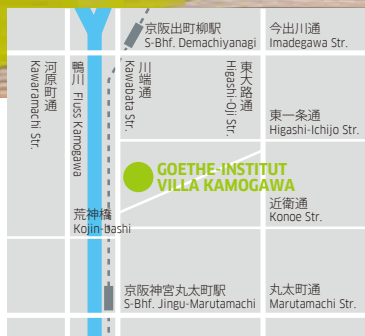 京阪出町柳駅
S-Bhf. Demachiyanagi
今出川通
Imadegawa Str.
河原町通
Kawaramachi Str.
鴨川 Fluss Kamogawa
川端通
Kawabata Str.
東大路通
Higashi-Oji Str.
東一条通
Higashi-Ichijo Str.
GOETHE-INSTITUT
VILLA KAMOGAWA
近衛通
Konoe Str.
荒神橋
Kojin-bashi
京阪神宮丸太町駅
S-Bhf. Jingu-Marutamachi
丸太町通
Marutamachi Str.